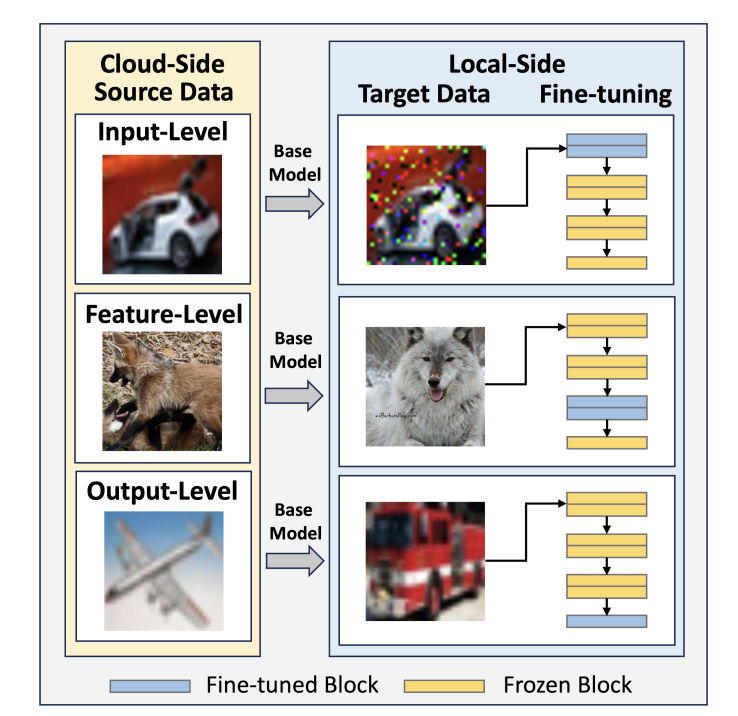 Cloud-Side
Source Data
Local-Side
Target Data
Fine-tuning
Input-Level
Base
Model
Feature-Level
Base
Model
Output-Level
Base
Model
Fine-tuned Block
Frozen Block